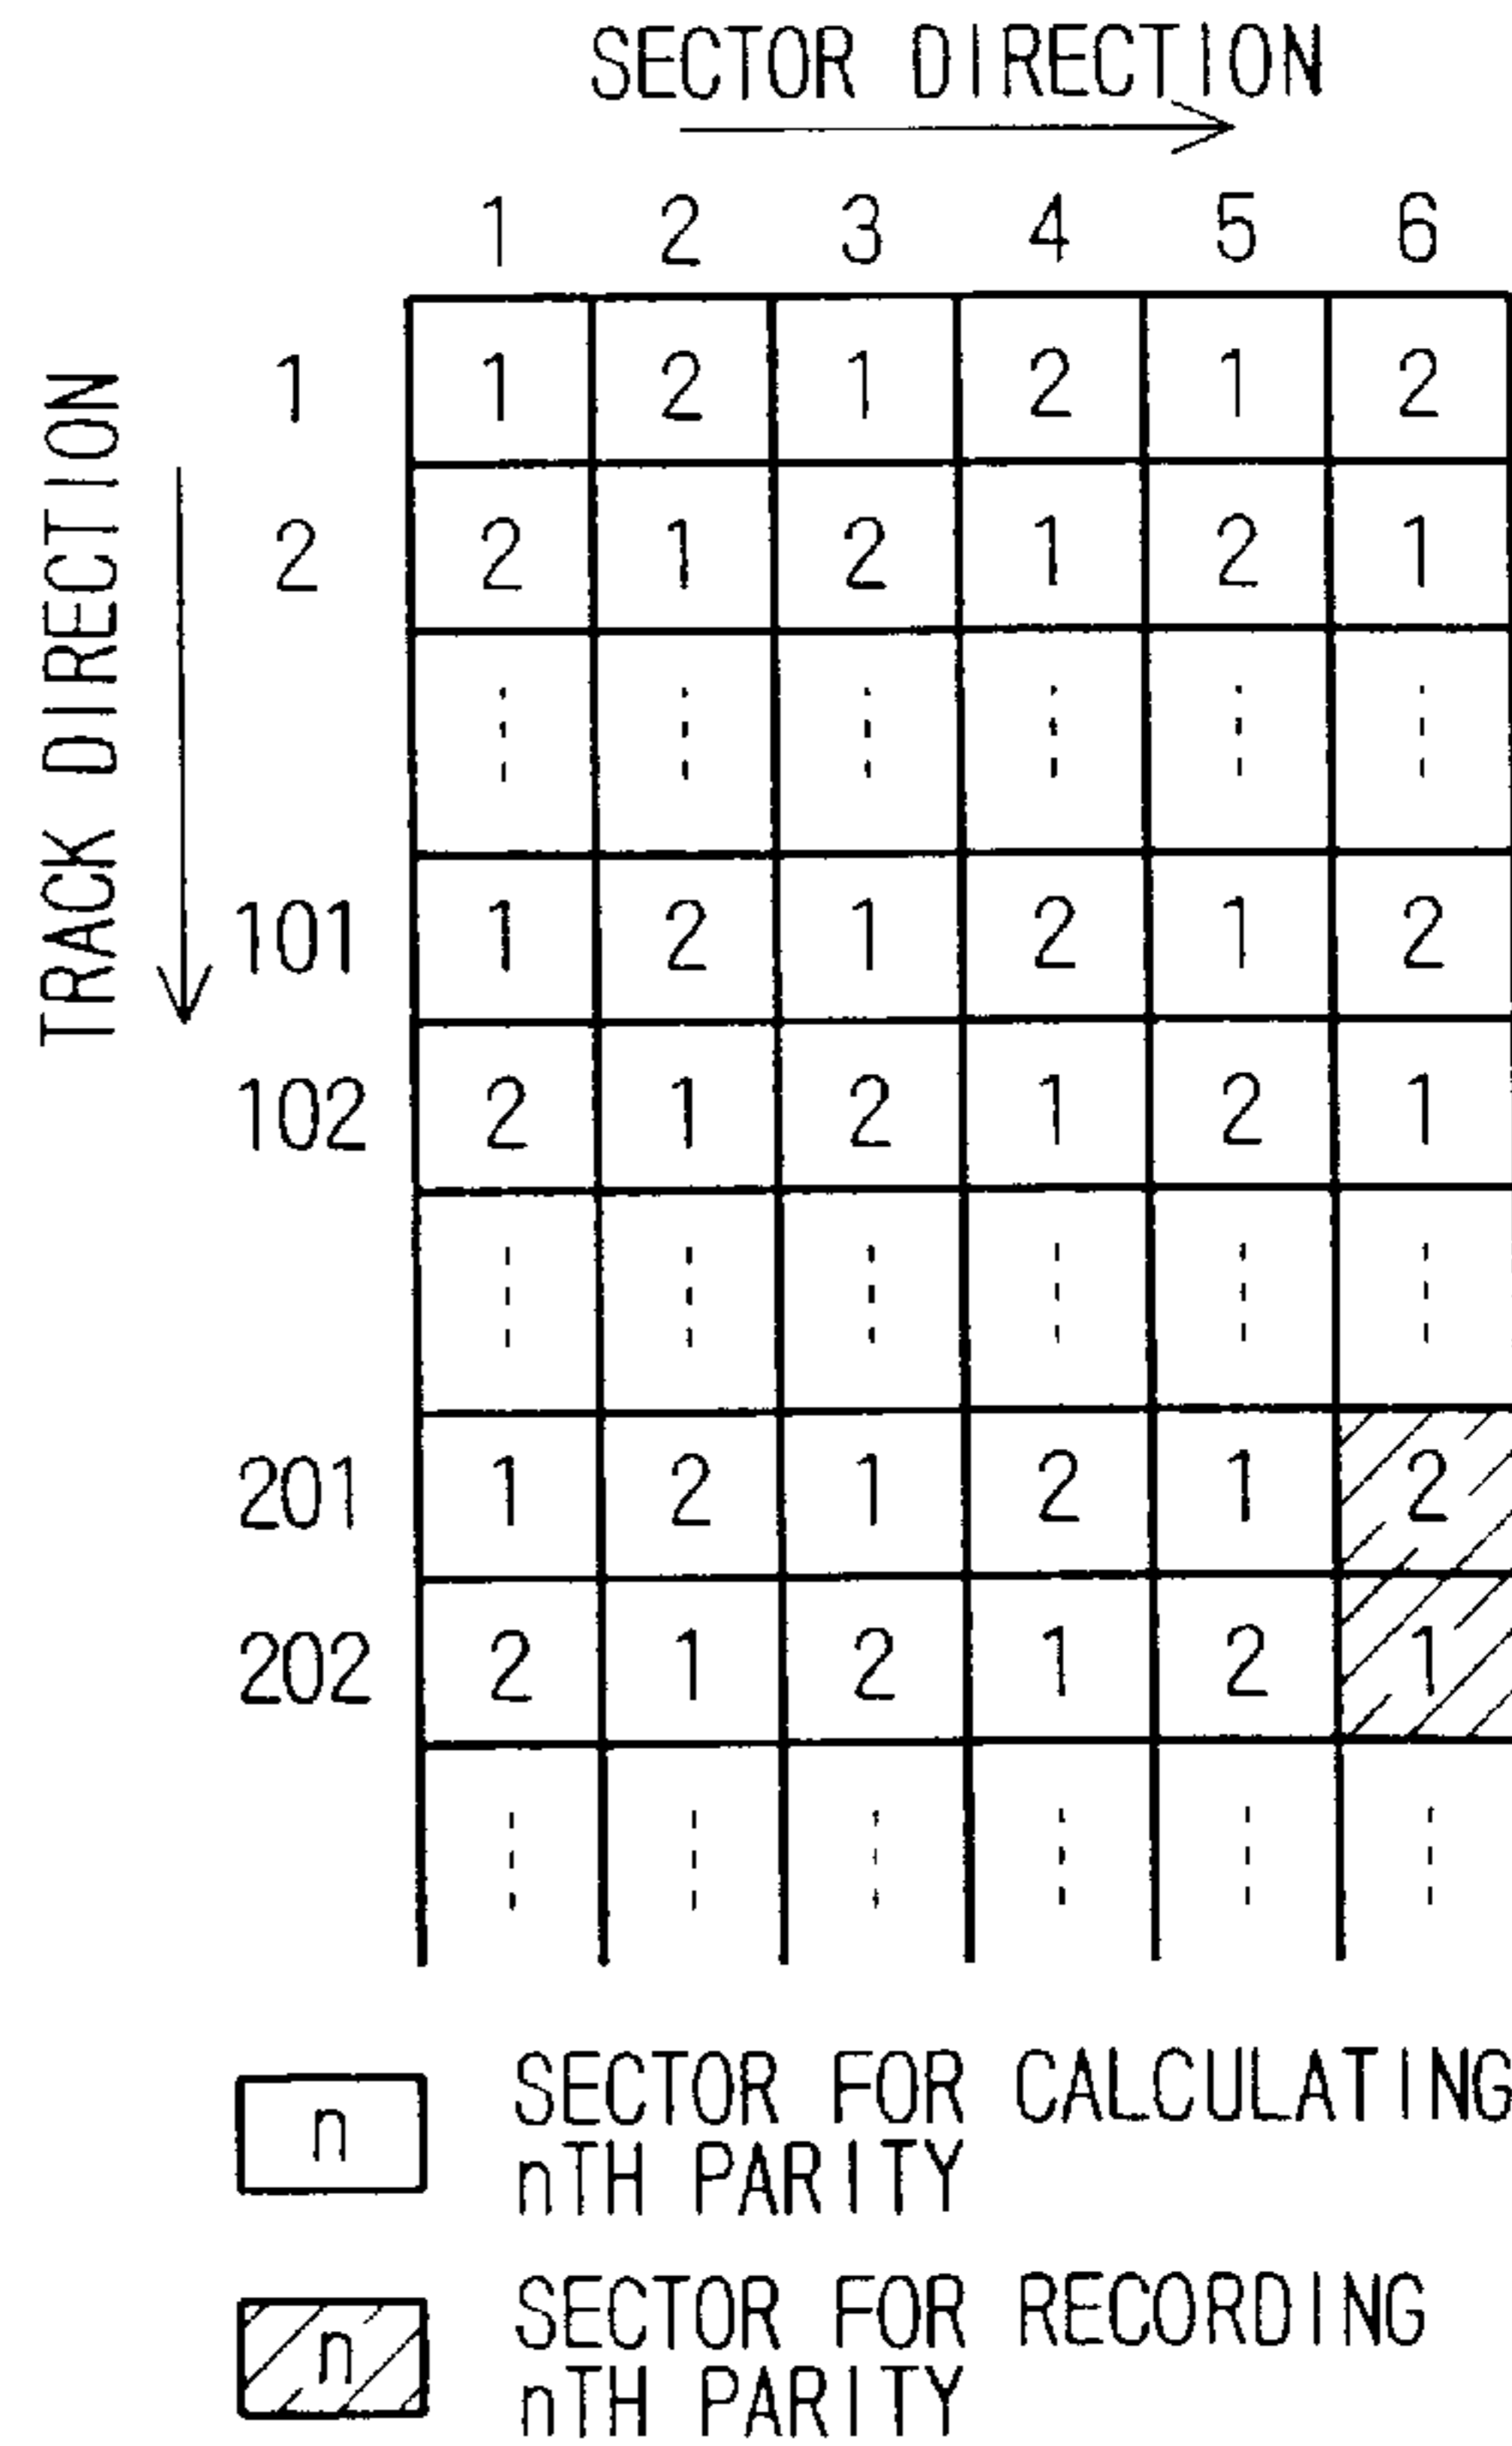 SECTOR DIRECTION
1 2 3 4 5 6
TRACK DIRECTION
1 1 2 1 2 1 2
2 2 1 2 1 2 1
101 1 2 1 2 1 2
102 2 1 2 1 2 1
201 1 2 1 2 1 2
202 2 1 2 1 2 1
n SECTOR FOR CALCULATING
nTH PARITY
n SECTOR FOR RECORDING
nTH PARITY